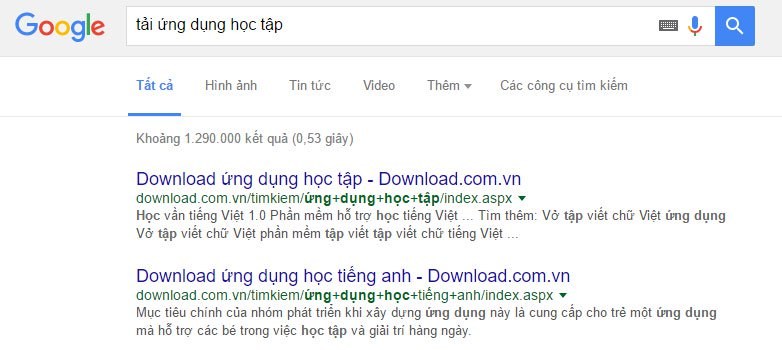 Google
tải ứng dụng học tập
Tất cả Hình ảnh Tin tức Video Thêm Các công cụ tìm kiếm
Khoảng 1.290.000 kết quả (0,53 giây)
Download ứng dụng học tập - Download.com.vn
download.com.vn/timkiem/ứng+dụng+học+tập/index.aspx
Học vần tiếng Việt 1.0 Phần mềm hỗ trợ học tiếng Việt ... Tìm thêm: Vở tập viết chữ Việt ứng dụng
Vở tập viết chữ Việt phần mềm tập viết tập viết chữ tiếng Việt ...
Download ứng dụng học tiếng anh - Download.com.vn
download.com.vn/timkiem/ứng+dụng+học+tiếng+anh/index.aspx
Mục tiêu chính của nhóm phát triển khi xây dựng ứng dụng này là cung cấp cho trẻ một ứng dụng
mà hỗ trợ các bé trong việc học tập và giải trí hàng ngày.